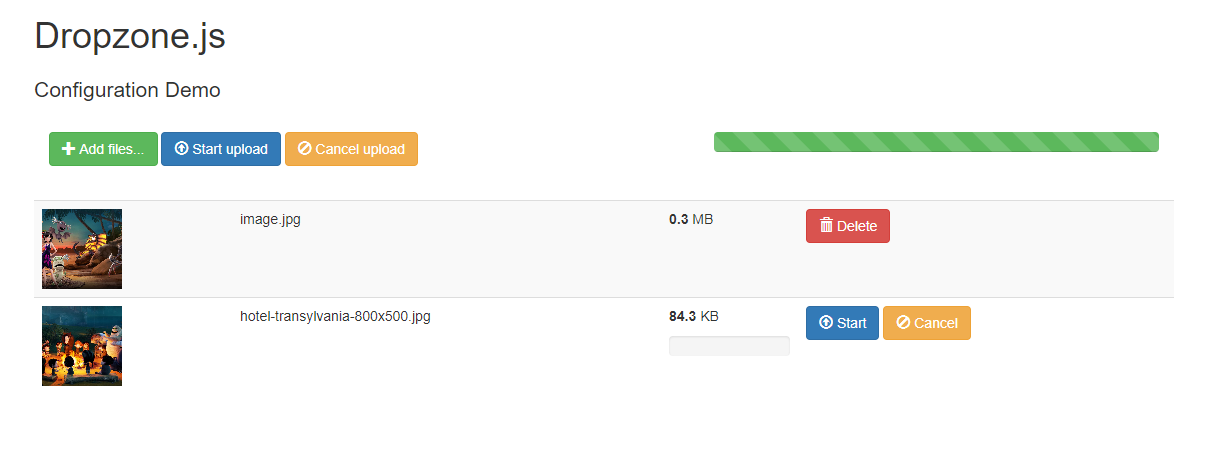 Dropzone.js
Configuration Demo
Add files... Start upload Cancel upload
image.jpg 0.3 MB Delete
hotel-transylvania-800x500.jpg 84.3 KB Start Cancel